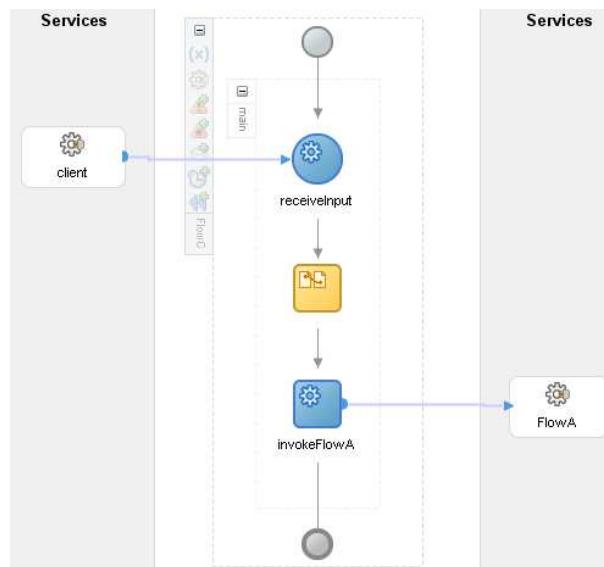 Services
Services
(x)
main
client
receiveInput
FlowC
invokeFlowA
FlowA